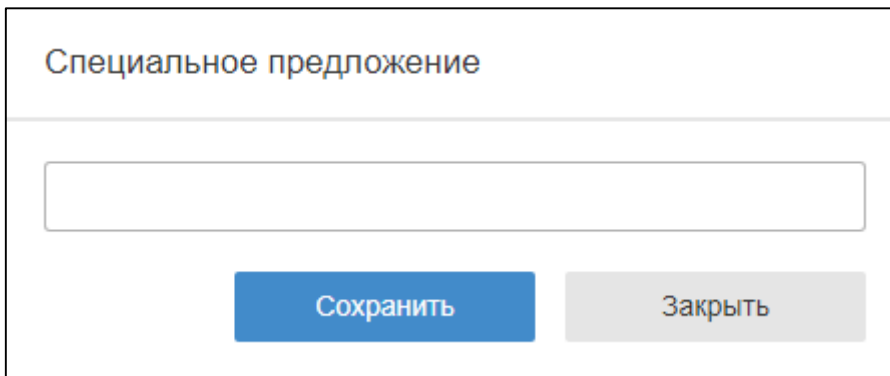 Специальное предложение
Сохранить
Закрыть